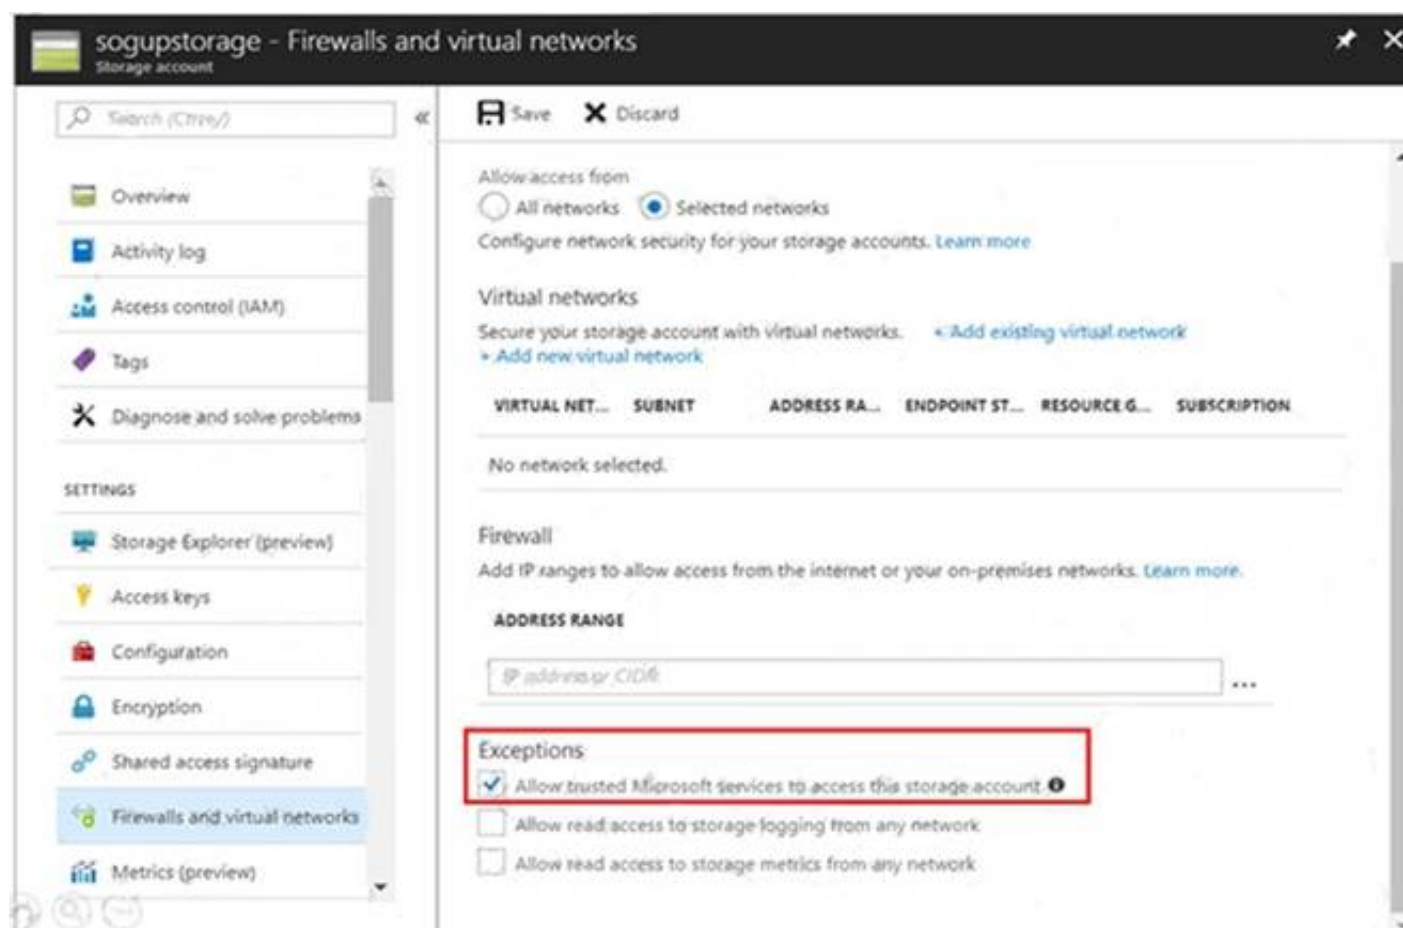 sogupstorage - Firewalls and virtual networks
Storage account
Save
Discard
Overview
Activity log
Access control (IAM)
Tags
Diagnose and solve problems
SETTINGS
Storage Explorer (preview)
Access keys
Configuration
Encryption
Shared access signature
Firewalls and virtual networks
Metrics (preview)
Allow access from
All networks
Selected networks
Configure network security for your storage accounts. Learn more
Virtual networks
Secure your storage account with virtual networks. + Add existing virtual network
+ Add new virtual network
VIRTUAL NET... SUBNET ADDRESS RA... ENDPOINT ST... RESOURCE G... SUBSCRIPTION
No network selected.
Firewall
Add IP ranges to allow access from the internet or your on-premises networks. Learn more.
ADDRESS RANGE
IP address or CIDR
...
Exceptions
Allow trusted Microsoft services to access this storage account
Allow read access to storage logging from any network
Allow read access to storage metrics from any network